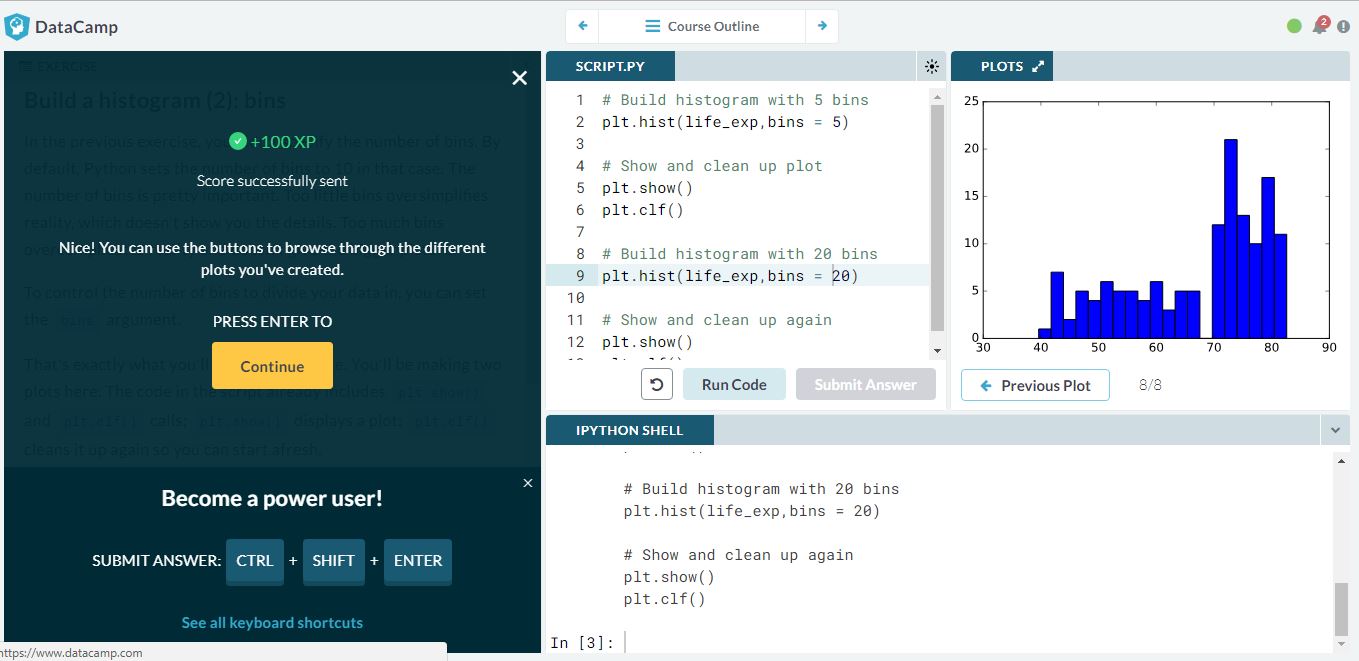 DataCamp
Course Outline
2
EXERCISE
Build a histogram (2): bins
In the previous exercise, you fy the number of bins. By
default, Python sets the number of bins to 10 in that case. The
number of bins is pretty important. Too little bins oversimplifies
reality, which doesn't show you the details. Too much bins
+100 XP
Score successfully sent
Nice! You can use the buttons to browse through the different
plots you've created.
To control the number of bins to divide your data in, you can set
the bins argument.
PRESS ENTER TO
Continue
That's exactly what you'll e. You'll be making two
plots here. The code in the script already includes plt.show()
and plt.clf() calls; plt.show() displays a plot; plt.clf()
cleans it up again so you can start afresh.
Become a power user!
SUBMIT ANSWER: CTRL + SHIFT + ENTER
See all keyboard shortcuts
https://www.datacamp.com
SCRIPT.PY
1 # Build histogram with 5 bins
2 plt.hist(life_exp,bins = 5)
3
4 # Show and clean up plot
5 plt.show()
6 plt.clf()
7
8 # Build histogram with 20 bins
9 plt.hist(life_exp,bins = 20)
10
11 # Show and clean up again
12 plt.show()
Run Code
Submit Answer
PLOTS
25
20
15
10
5
0
30 40 50 60 70 80 90
Previous Plot
8/8
IPYTHON SHELL
# Build histogram with 20 bins
plt.hist(life_exp,bins = 20)
# Show and clean up again
plt.show()
plt.clf()
In [3]: